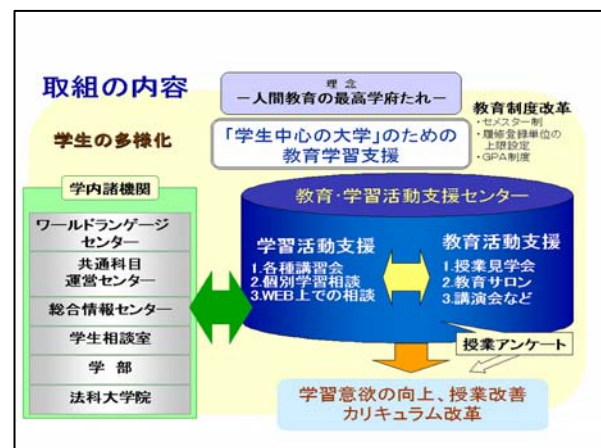 取組の内容
理 念
－人間教育の最高学府たれ－
学生の多様化
「学生中心の大学」のための
教育学習支援
教育制度改革
・セメスター制
・履修登録単位の
上限設定
・GPA制度
学内諸機関
ワールドランゲージ
センター
共通科目
運営センター
総合情報センター
学生相談室
学 部
法科大学院
教育・学習活動支援センター
学習活動支援
1.各種講習会
2.個別学習相談
3.WEB上での相談
教育活動支援
1.授業見学会
2.教育サロン
3.講演会など
授業アンケート
学習意欲の向上、授業改善
カリキュラム改革